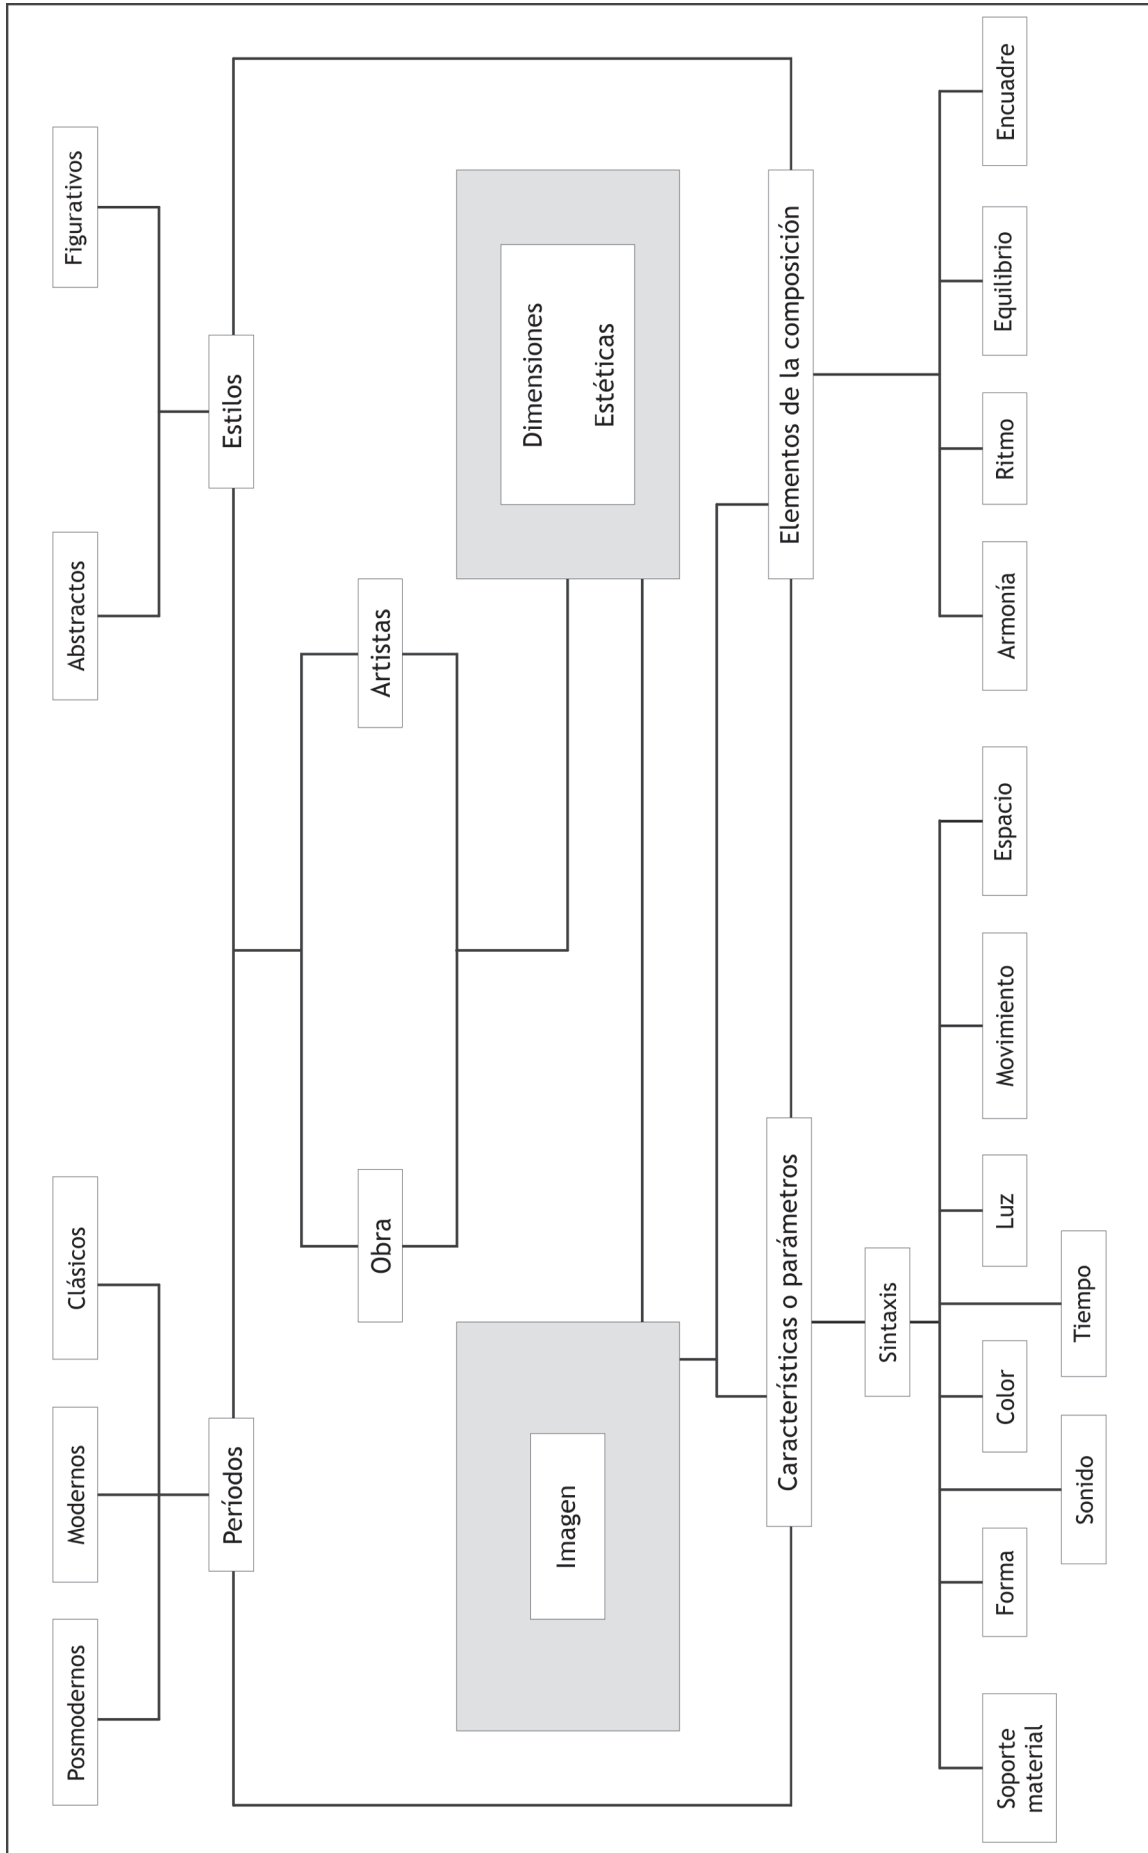 Posmodernos
Modernos
Clásicos
Abstractos
Figurativos
Períodos
Estilos
Obra
Artistas
Imagen
Dimensiones
Estéticas
Características o parámetros
Elementos de la composición
Sintaxis
Soporte
material
Forma
Color
Luz
Movimiento
Espacio
Armonía
Ritmo
Equilibrio
Encuadre
Sonido
Tiempo